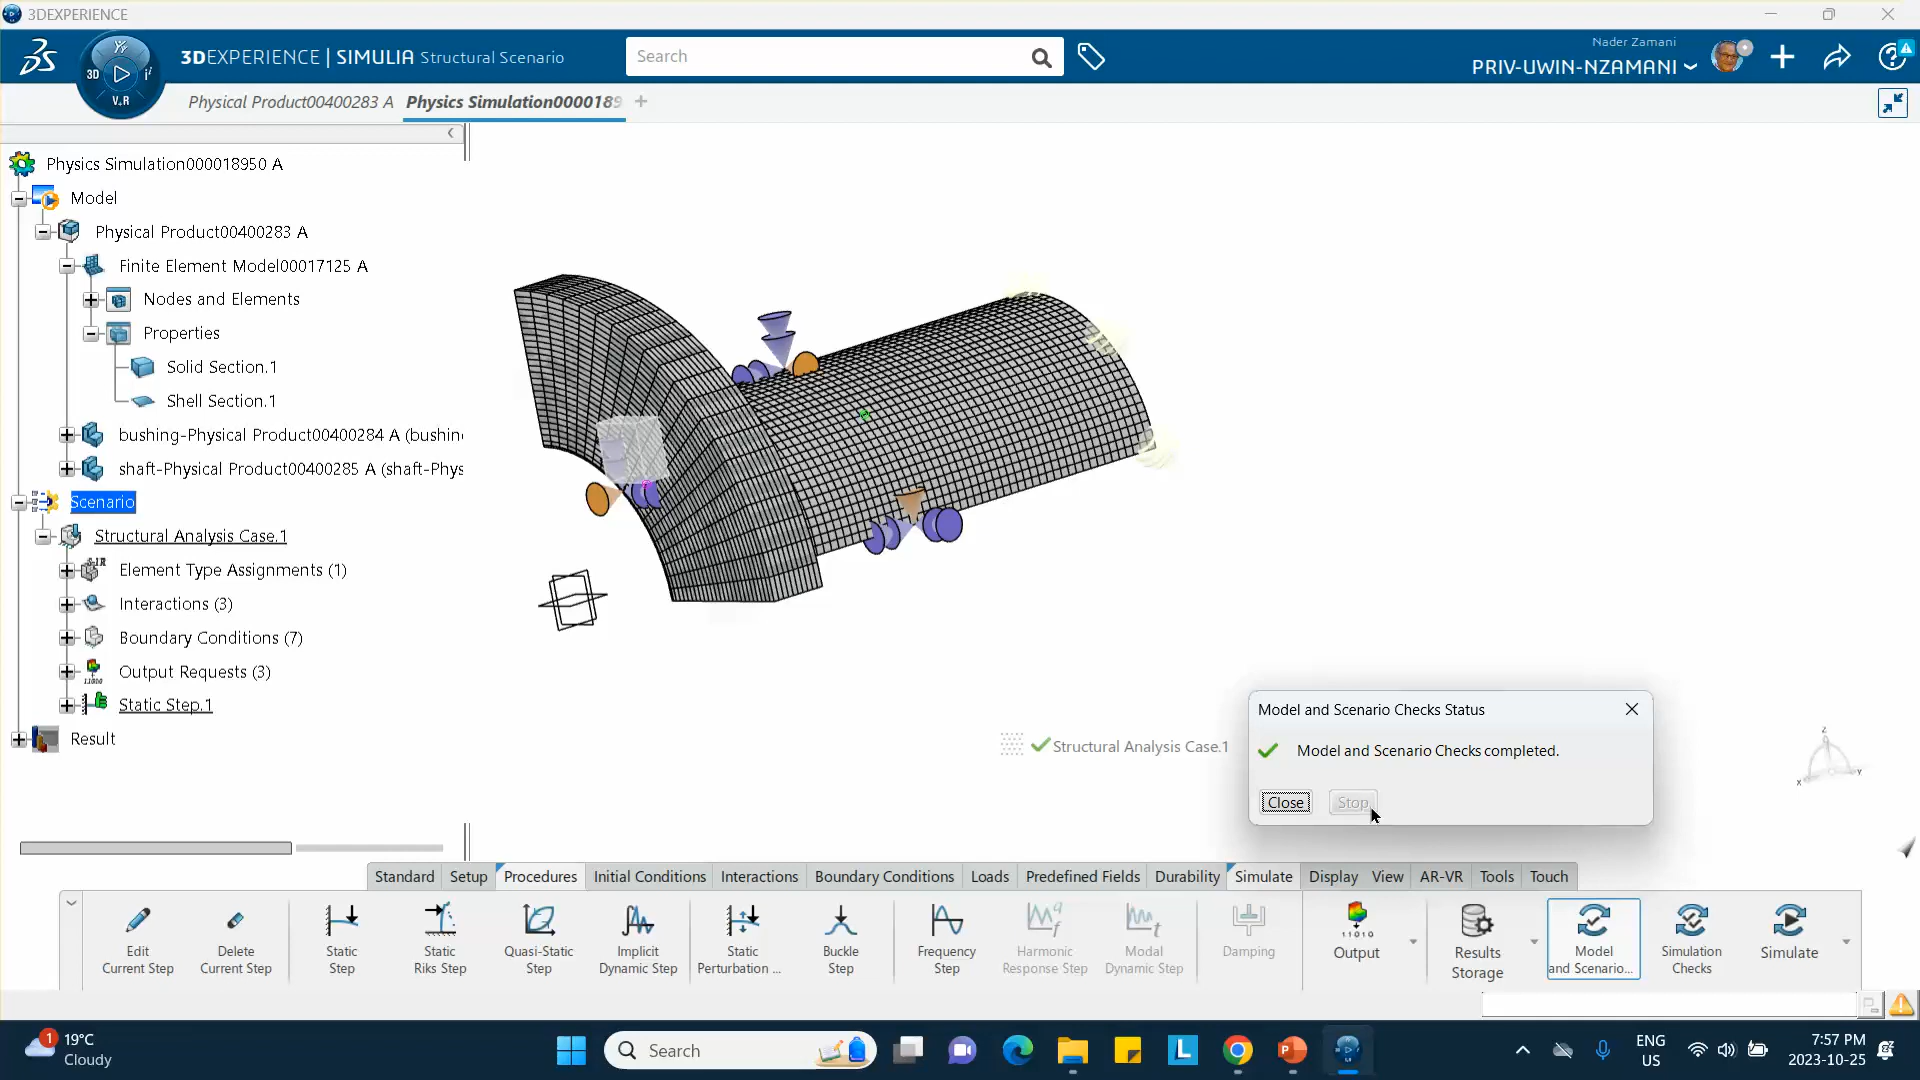 3DEXPERIENCE
3DEXPERIENCE | SIMULIA Structural Scenario
Search
Nader Zamani
PRIV-UWIN-NZAMANI
3D
V.R
Physical Product00400283 A
Physics Simulation0000189
Physics Simulation000018950 A
Model
Physical Product00400283 A
Finite Element Model00017125 A
Nodes and Elements
Properties
Solid Section.1
Shell Section.1
bushing-Physical Product00400284 A (bushin
shaft-Physical Product00400285 A (shaft-Phys
Scenario
Structural Analysis Case.1
Element Type Assignments (1)
Interactions (3)
Boundary Conditions (7)
Output Requests (3)
Static Step.1
Result
Structural Analysis Case.1
Model and Scenario Checks Status
Model and Scenario Checks completed.
Close
Stop
z
x
y
Standard
Setup
Procedures
Initial Conditions
Interactions
Boundary Conditions
Loads
Predefined Fields
Durability
Simulate
Display
View
AR-VR
Tools
Touch
Edit
Current Step
Delete
Current Step
Static
Step
Static
Riks Step
Quasi-Static
Step
Implicit
Dynamic Step
Static
Perturbation ...
Buckle
Step
Frequency
Step
Harmonic
Response Step
Modal
Dynamic Step
Damping
11010
Output
Results
Storage
Model
and Scenario...
Simulation
Checks
Simulate
1
19°C
Cloudy
Search
ENG
US
7:57 PM
2023-10-25